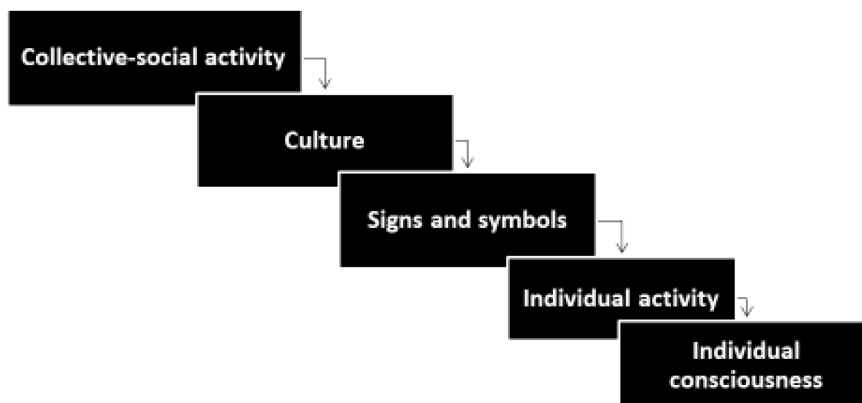 Collective-social activity
Culture
Signs and symbols
Individual activity
Individual
consciousness